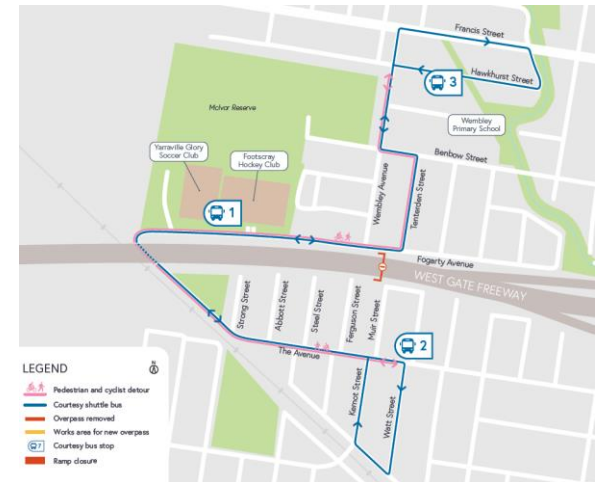 Francis Street
Hawkhurst Street
3
McIvor Reserve
Wembley
Primary School
Yarraville Glory
Soccer Club
Footscray
Hockey Club
Benbow Street
Wembley Avenue
Tenterden Street
1
Fogarty Avenue
WEST GATE FREEWAY
Strong Street
Abbott Street
Steel Street
Ferguson Street
Muir Street
The Avenue
2
Kernot Street
Watt Street
LEGEND
Pedestrian and cyclist detour
Courtesy shuttle bus
Overpass removed
Works area for new overpass
Courtesy bus stop
Ramp closure